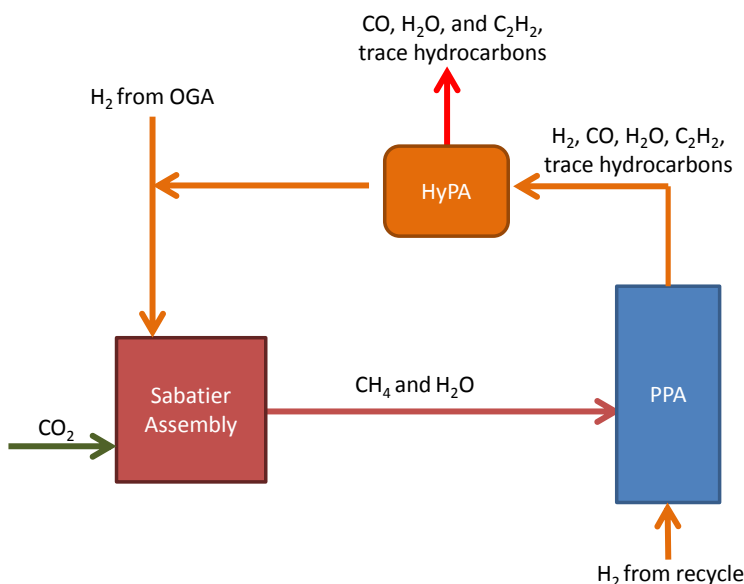 CO, H₂O, and C₂H₂,
trace hydrocarbons
H₂ from OGA
H₂, CO, H₂O, C₂H₂,
trace hydrocarbons
HyPA
Sabatier
Assembly
CH₄ and H₂O
PPA
CO₂
H₂ from recycle